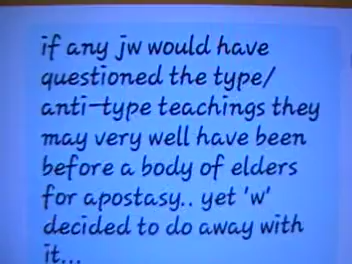 if any jw would have
questioned the type/
anti-type teachings they
may very well have been
before a body of elders
for apostasy.. yet 'w'
decided to do away with
it...